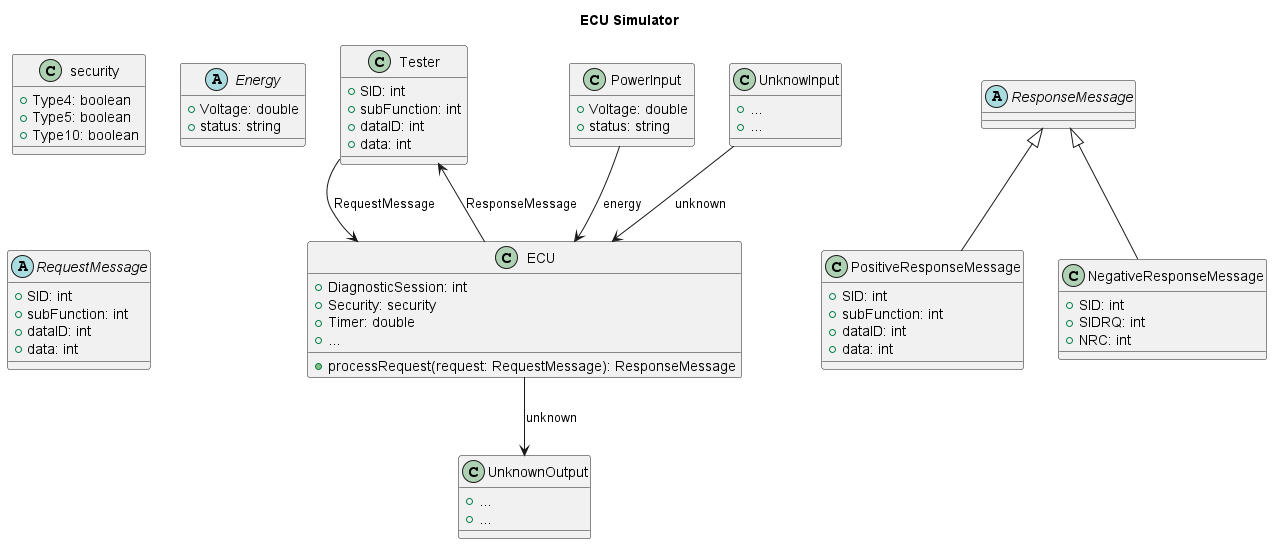 ECU Simulator
C security
+ Type4: boolean
+ Type5: boolean
+ Type10: boolean
A Energy
Voltage: double
status: string
C Tester
SID: int
subFunction: int
dataID: int
data: int
C PowerInput
Voltage: double
status: string
C UnknowInput
...
...
A ResponseMessage
RequestMessage
ResponseMessage
energy
unknown
A RequestMessage
SID: int
subFunction: int
dataID: int
data: int
C ECU
DiagnosticSession: int
Security: security
Timer: double
...
processRequest(request: RequestMessage): ResponseMessage
C PositiveResponseMessage
SID: int
subFunction: int
dataID: int
data: int
C NegativeResponseMessage
SID: int
SIDRQ: int
NRC: int
unknown
C UnknownOutput
...
...